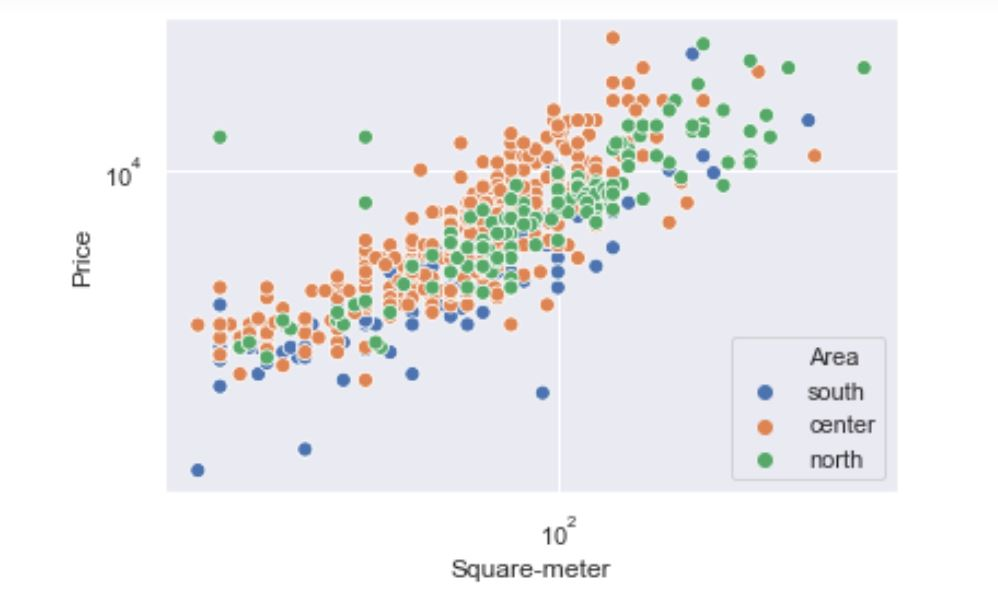 10^4
Price
Area
south
center
north
10^2
Square-meter